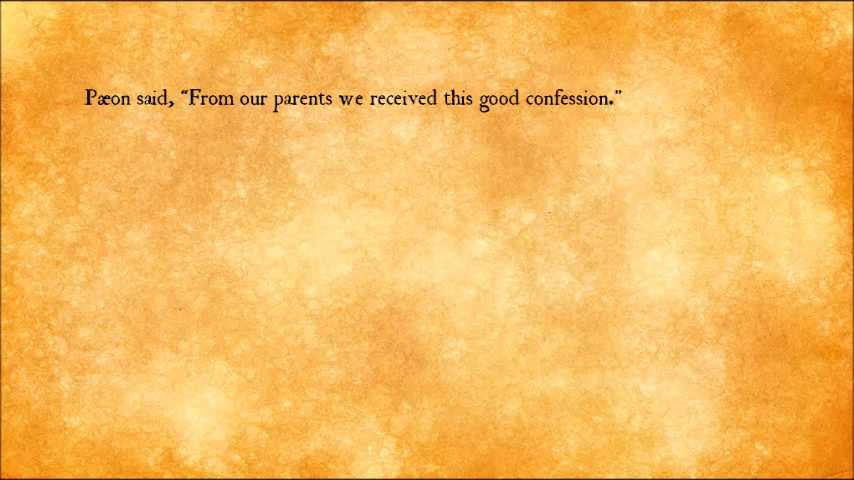 Pæon said, “From our parents we received this good confession.”